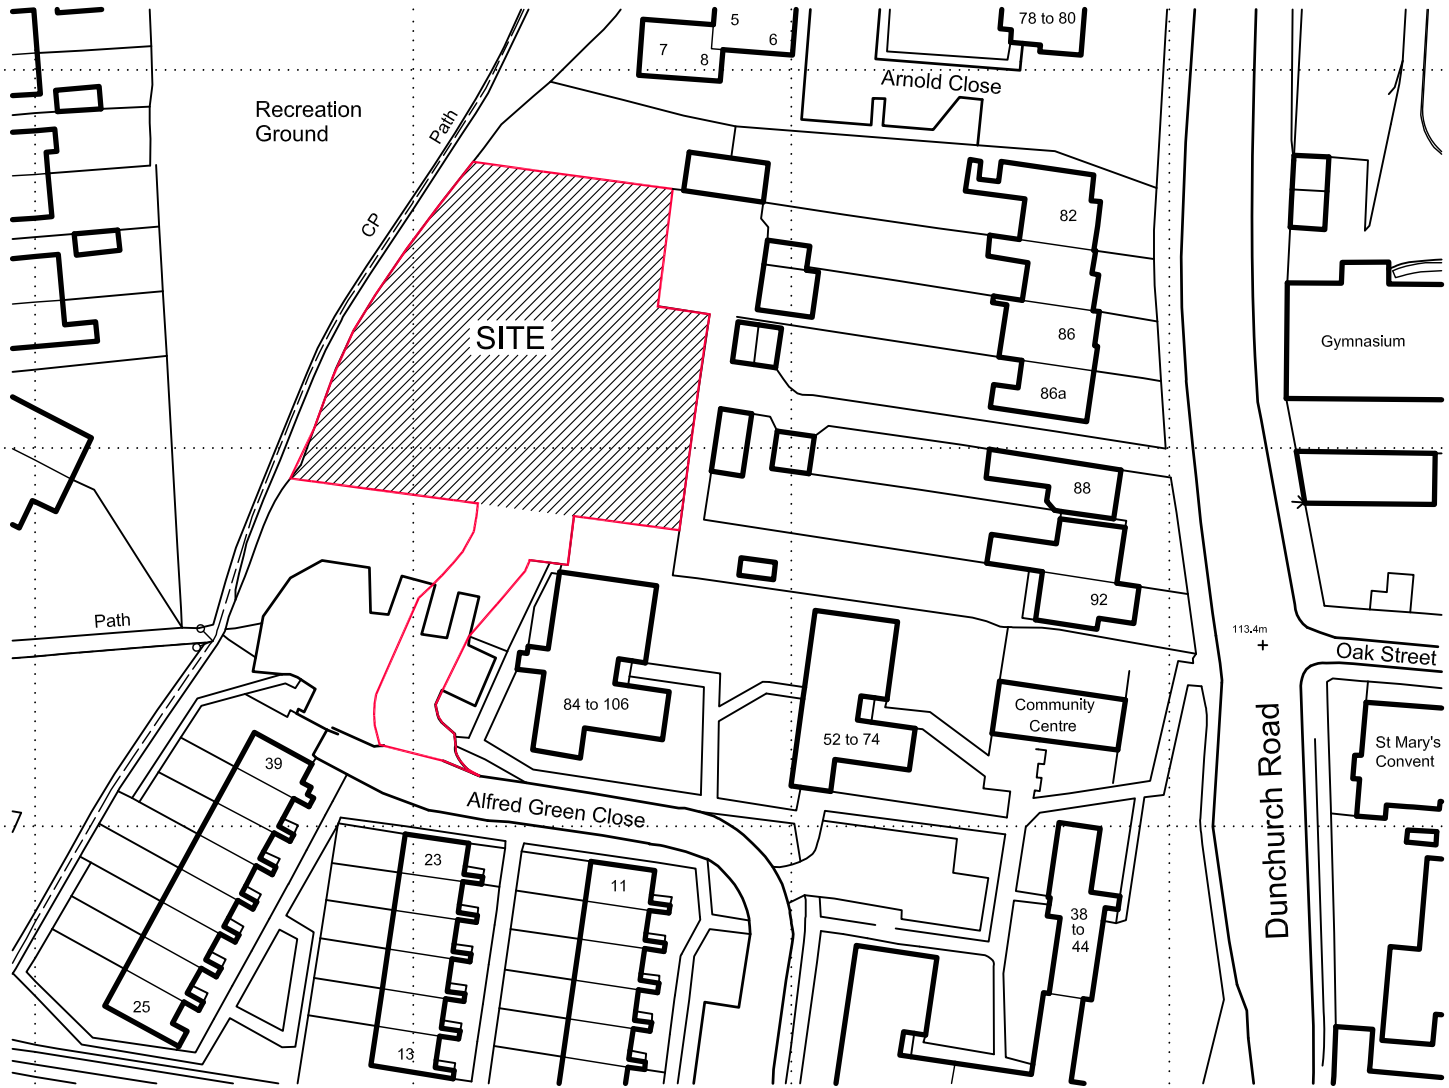 5
6
7
8
78 to 80
Arnold Close
Recreation
Ground
Path
CP
82
SITE
86
86a
Gymnasium
88
92
Path
113.4m
Oak Street
84 to 106
52 to 74
Community
Centre
Dunchurch Road
St Mary's
Convent
39
Alfred Green Close
7
23
11
38
to
44
25
13